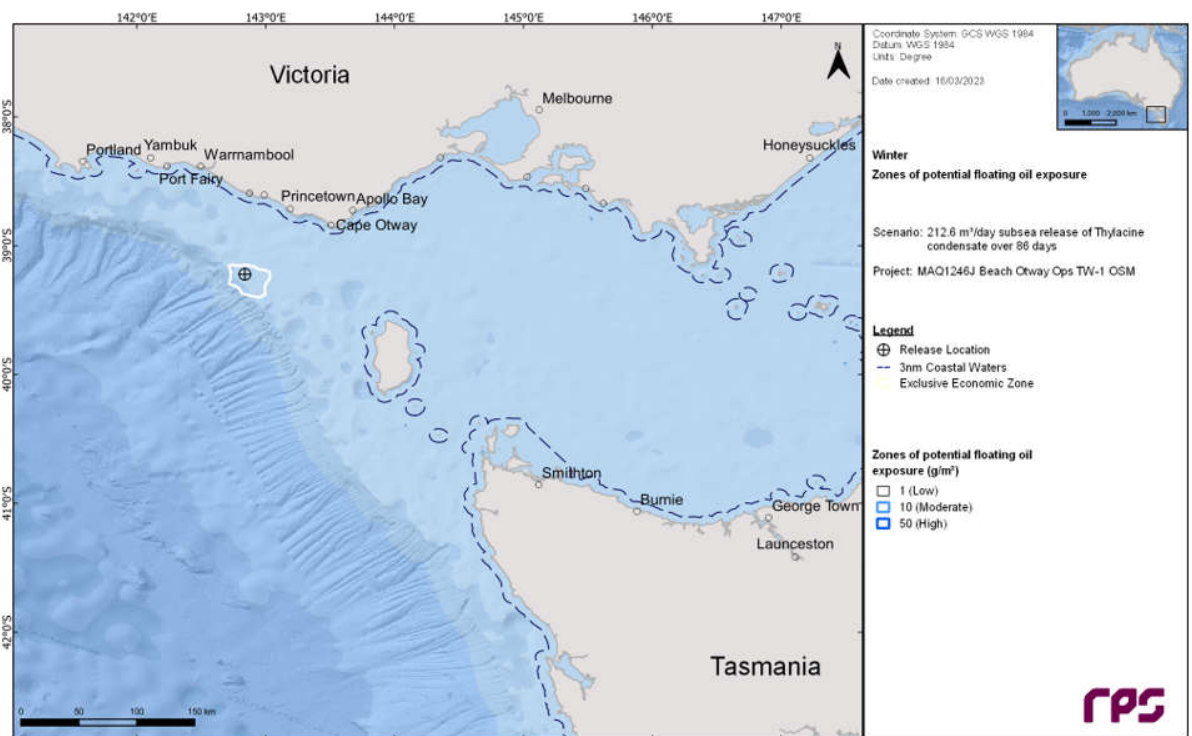 142°0'E 143°0'E 144°0'E 145°0'E 146°0'E 147°0'E
38°0'S
39°0'S
40°0'S
41°0'S
42°0'S
Victoria
N
Melbourne
Portland
Yambuk
Warrnambool
Honeysuckles
Port Fairy
Princetown
Apollo Bay
Cape Otway
Smithton
Burnie
George Town
Launceston
Tasmania
0 50 100 150 km
Coordinate System: GCS WGS 1984
Datum: WGS 1984
Units: Degree
Date created: 16/03/2023
0 1,000 2,000 km
Winter
Zones of potential floating oil exposure
Scenario: 212.6 m³/day subsea release of Thylacine
condensate over 86 days
Project: MAQ1246J Beach Otway Ops TW-1 OSM
Legend
Release Location
3nm Coastal Waters
Exclusive Economic Zone
Zones of potential floating oil
exposure (g/m²)
1 (Low)
10 (Moderate)
50 (High)
rps